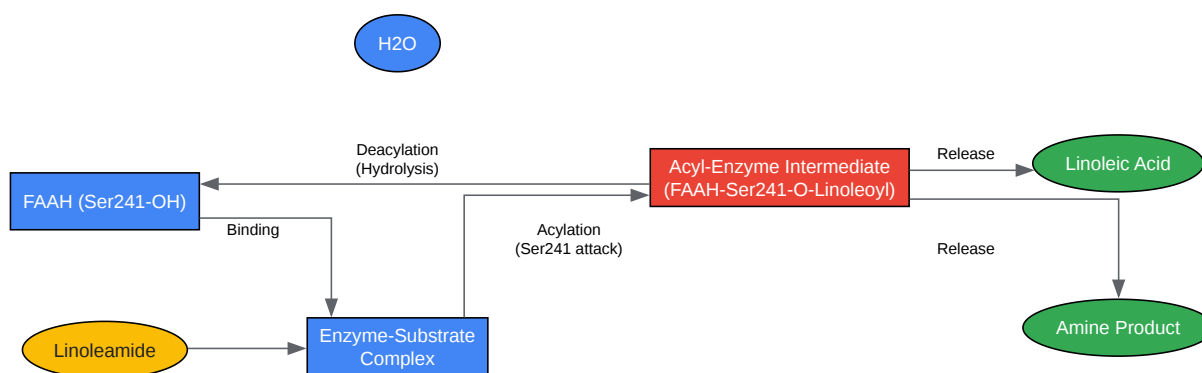 H2O
Deacylation
(Hydrolysis)
Acyl-Enzyme Intermediate
(FAAH-Ser241-O-Linoleoyl)
Release
Linoleic Acid
FAAH (Ser241-OH)
Binding
Acylation
(Ser241 attack)
Release
Linoleamide
Enzyme-Substrate
Complex
Amine Product